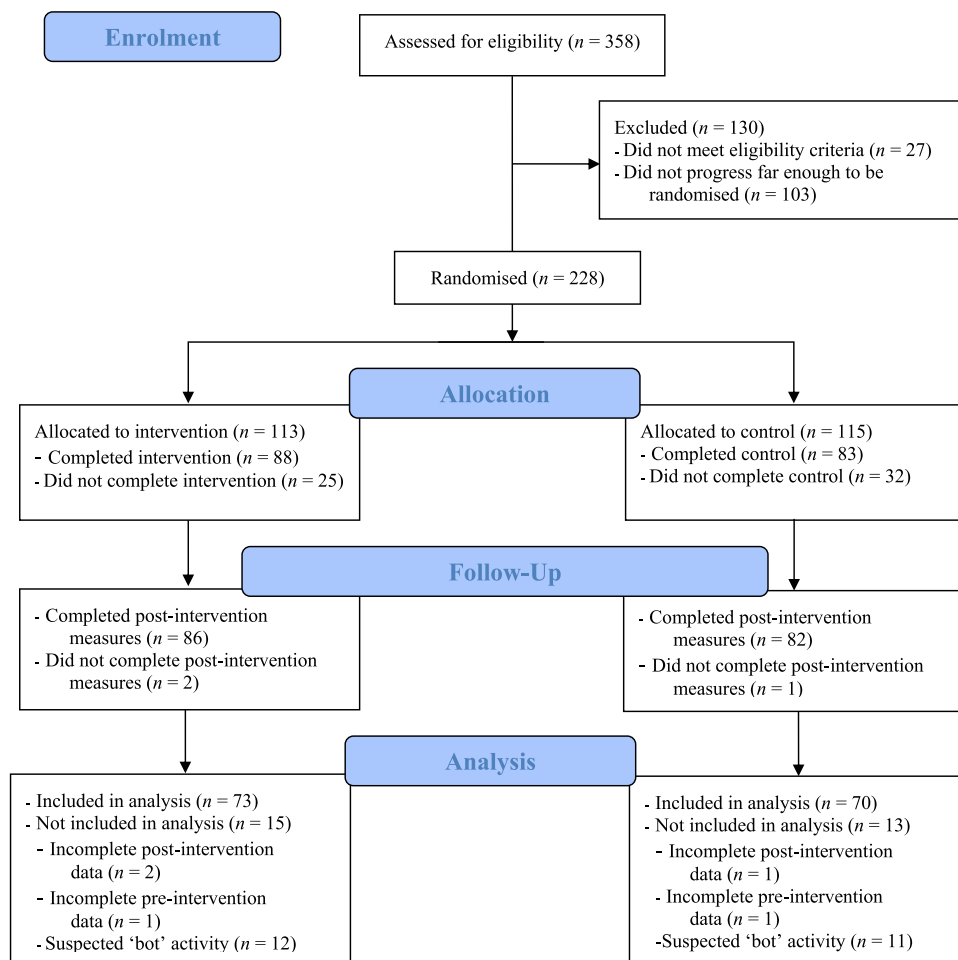 Enrolment
Assessed for eligibility (n = 358)
Excluded (n = 130)
- Did not meet eligibility criteria (n = 27)
- Did not progress far enough to be
randomised (n = 103)
Randomised (n = 228)
Allocation
Allocated to intervention (n = 113)
- Completed intervention (n = 88)
- Did not complete intervention (n = 25)
Allocated to control (n = 115)
- Completed control (n = 83)
- Did not complete control (n = 32)
Follow-Up
- Completed post-intervention
measures (n = 86)
- Did not complete post-intervention
measures (n = 2)
- Completed post-intervention
measures (n = 82)
- Did not complete post-intervention
measures (n = 1)
Analysis
- Included in analysis (n = 73)
- Not included in analysis (n = 15)
- Incomplete post-intervention
data (n = 2)
- Incomplete pre-intervention
data (n = 1)
- Suspected ‘bot’ activity (n = 12)
- Included in analysis (n = 70)
- Not included in analysis (n = 13)
- Incomplete post-intervention
data (n = 1)
- Incomplete pre-intervention
data (n = 1)
-Suspected ‘bot’ activity (n = 11)